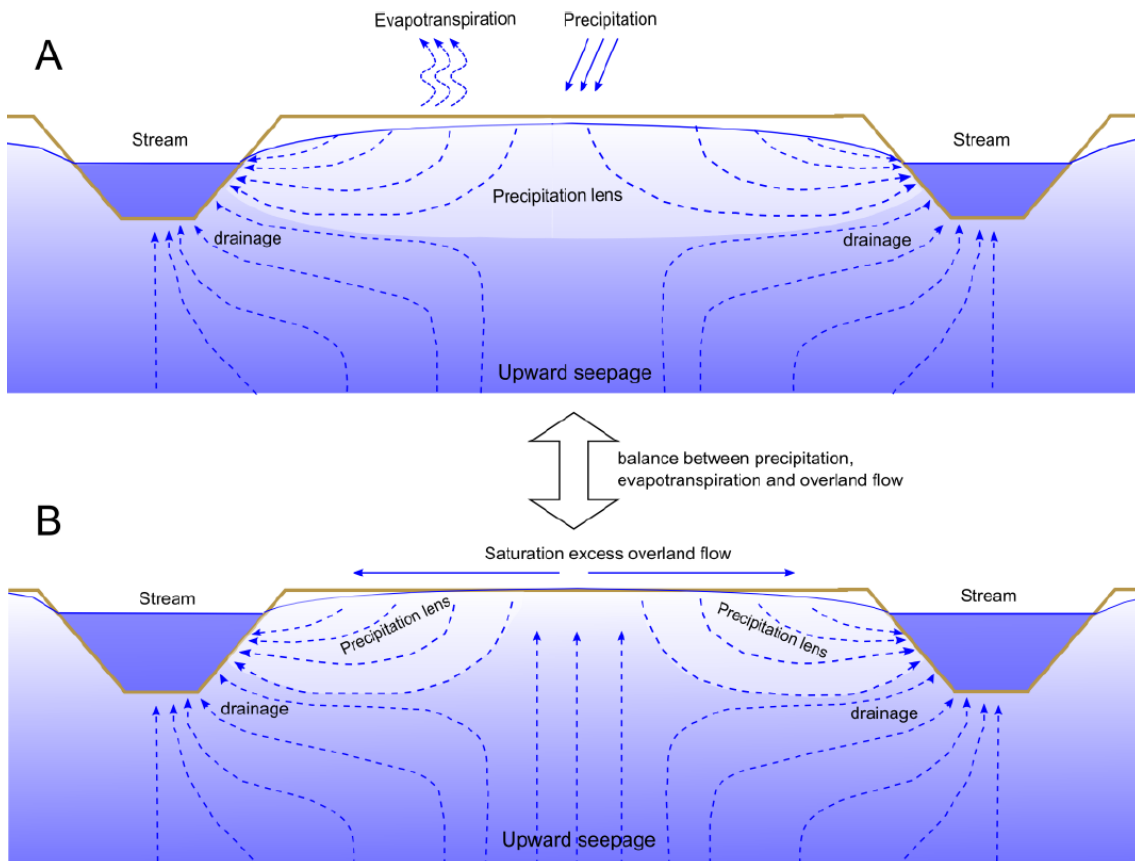 A
Evapotranspiration
Precipitation
Stream
Stream
Precipitation lens
drainage
drainage
Upward seepage
balance between precipitation,
evapotranspiration and overland flow
B
Saturation excess overland flow
Stream
Stream
Precipitation lens
Precipitation lens
drainage
drainage
Upward seepage